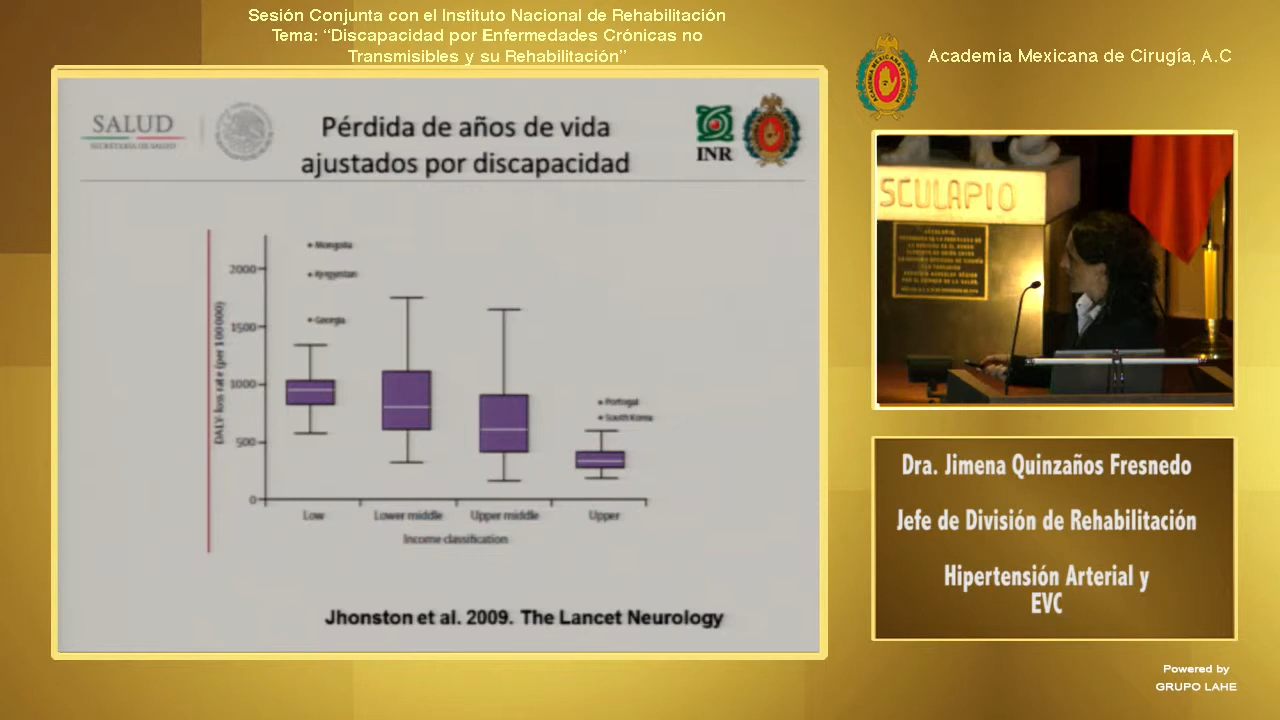 Sesión Conjunta con el Instituto Nacional de Rehabilitación
Tema: “Discapacidad por Enfermedades Crónicas no
Transmisibles y su Rehabilitación”
Academia Mexicana de Cirugía, A.C
SALUD
SECRETARÍA DE SALUD
Pérdida de años de vida
ajustados por discapacidad
INR
DALY-loss rate (per 100 000)
2000
1500
1000
500
0
Mongolia
Kyrgyzstan
Georgia
Portugal
South Korea
Low
Lower middle
Upper middle
Upper
Income classification
Jhonston et al. 2009. The Lancet Neurology
SCULAPIO
Dra. Jimena Quinzaños Fresnedo
Jefe de División de Rehabilitación
Hipertensión Arterial y
EVC
Powered by
GRUPO LAHE